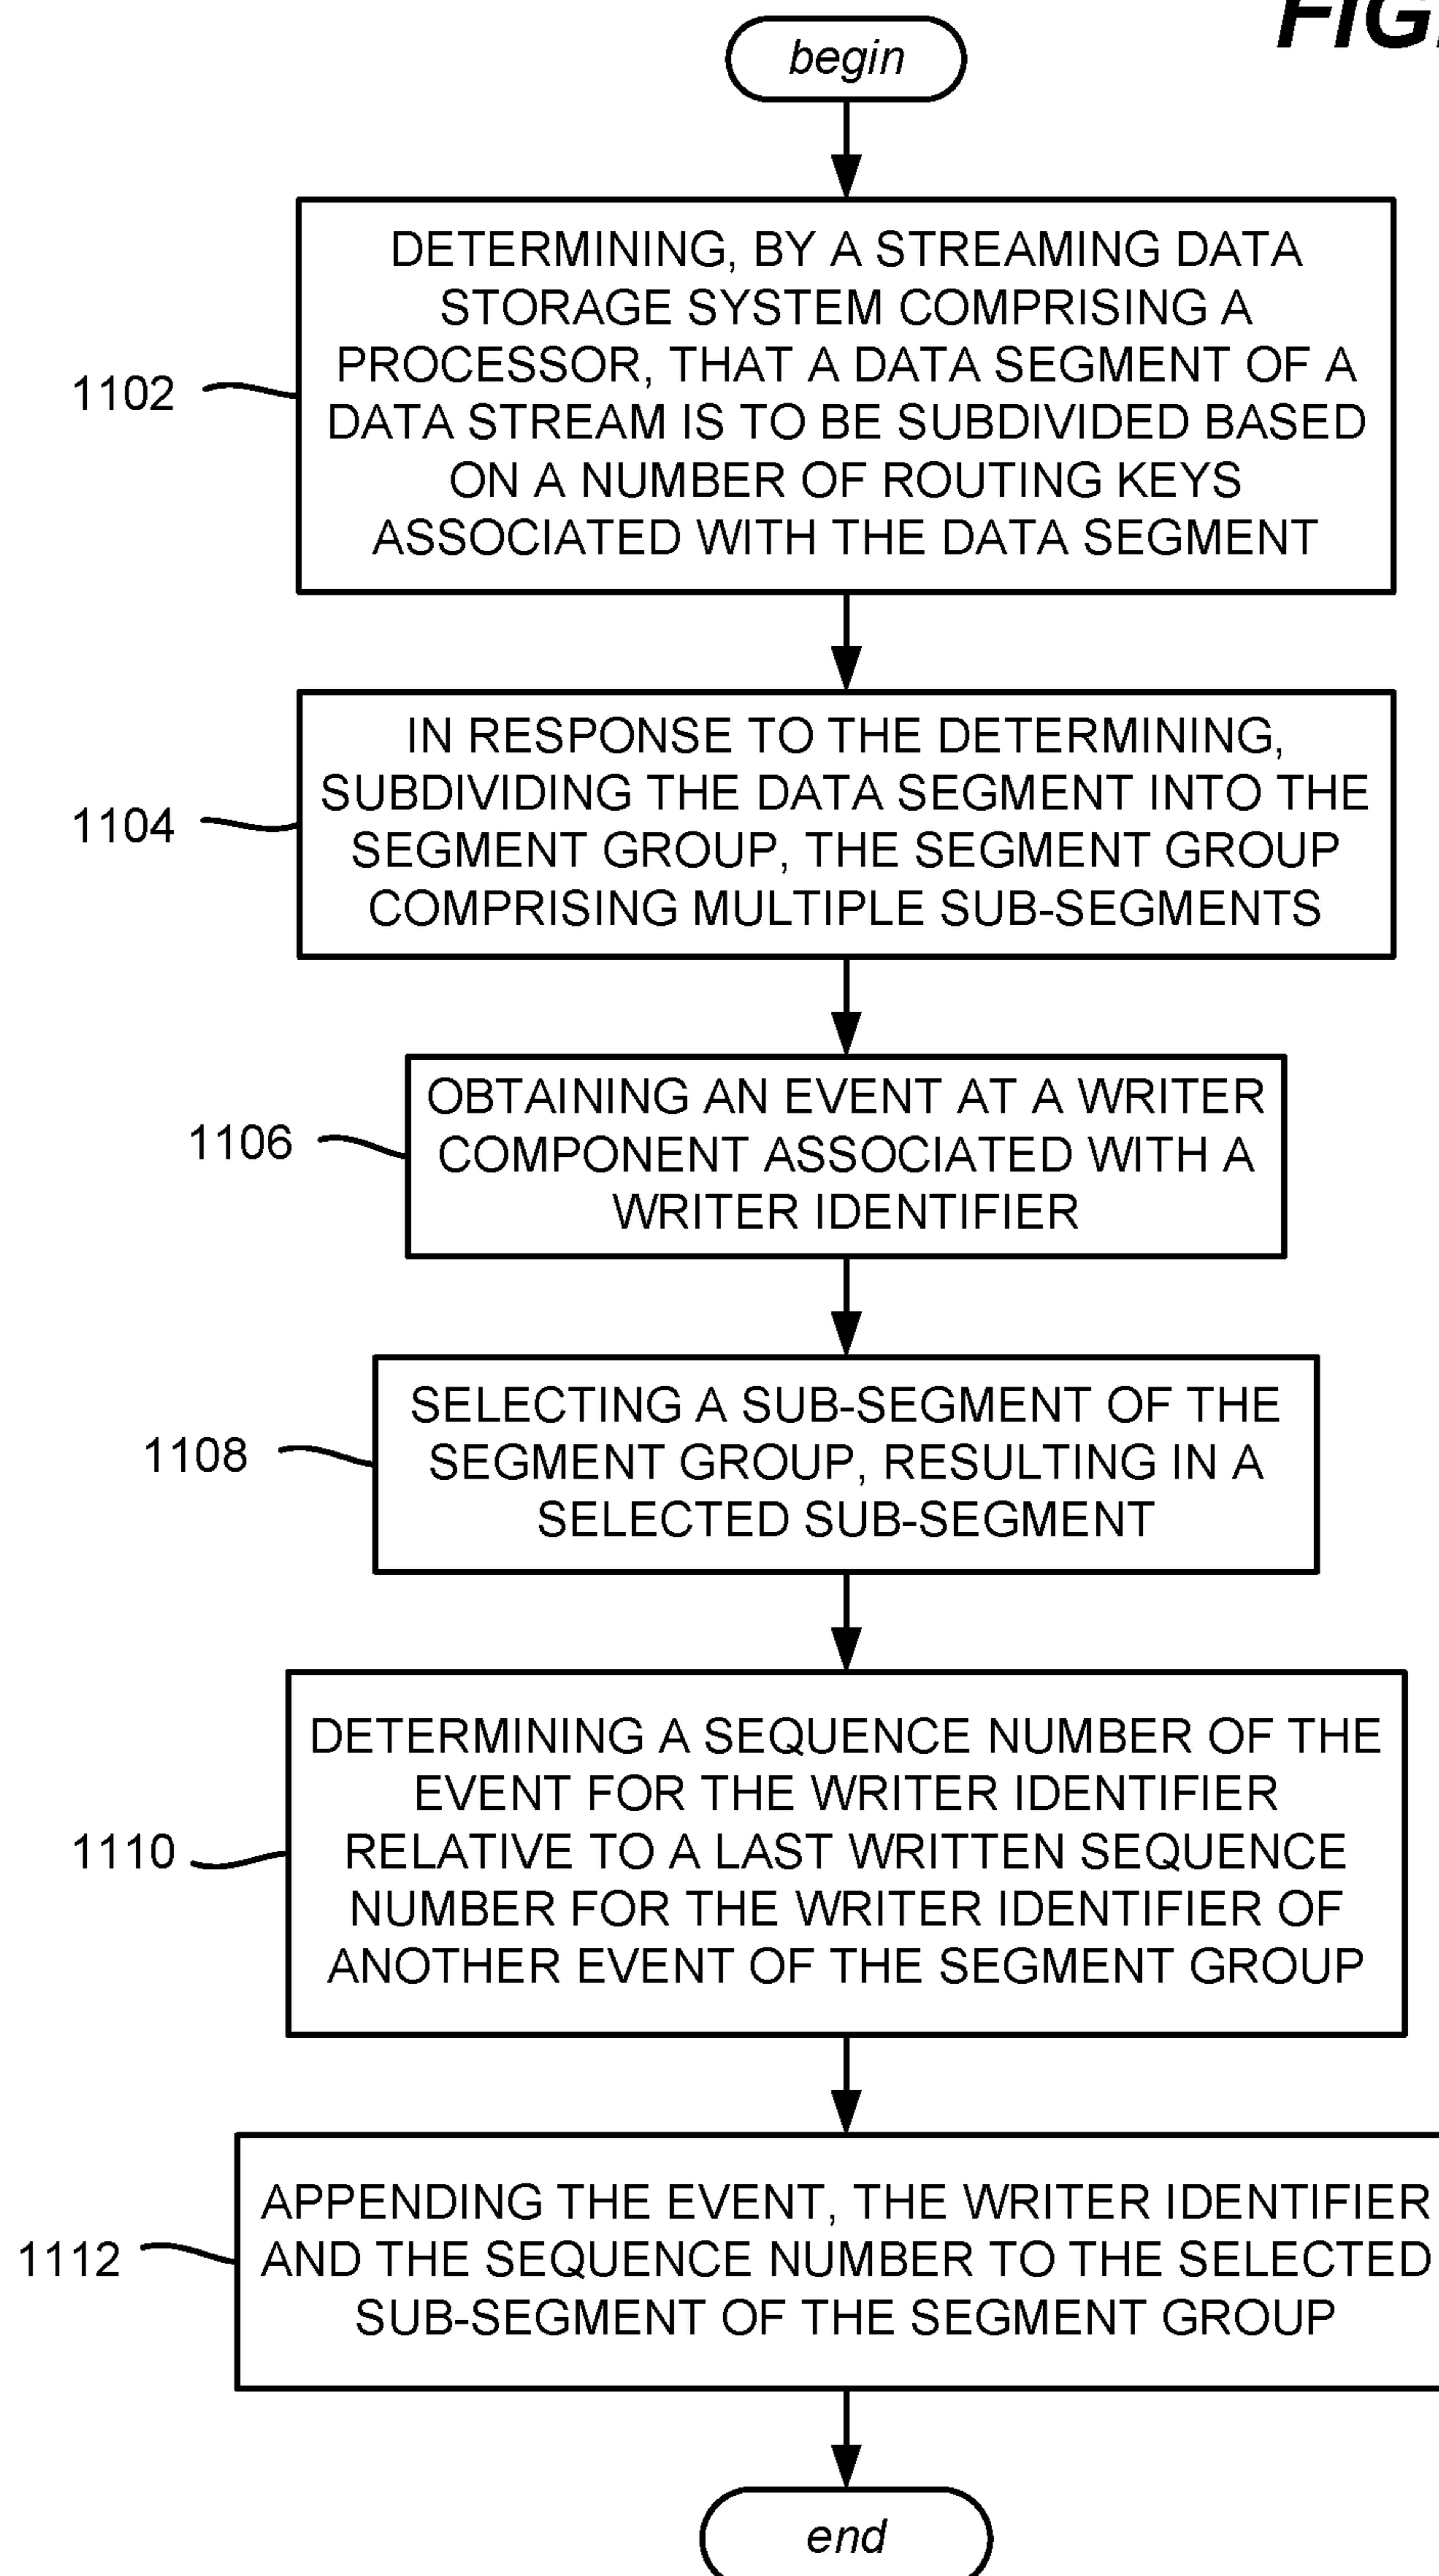 FIG.
begin
DETERMINING, BY A STREAMING DATA
STORAGE SYSTEM COMPRISING A
PROCESSOR, THAT A DATA SEGMENT OF A
DATA STREAM IS TO BE SUBDIVIDED BASED
ON A NUMBER OF ROUTING KEYS
ASSOCIATED WITH THE DATA SEGMENT
1102
IN RESPONSE TO THE DETERMINING,
SUBDIVIDING THE DATA SEGMENT INTO THE
SEGMENT GROUP, THE SEGMENT GROUP
COMPRISING MULTIPLE SUB-SEGMENTS
1104
OBTAINING AN EVENT AT A WRITER
COMPONENT ASSOCIATED WITH A
WRITER IDENTIFIER
1106
SELECTING A SUB-SEGMENT OF THE
SEGMENT GROUP, RESULTING IN A
SELECTED SUB-SEGMENT
1108
DETERMINING A SEQUENCE NUMBER OF THE
EVENT FOR THE WRITER IDENTIFIER
RELATIVE TO A LAST WRITTEN SEQUENCE
NUMBER FOR THE WRITER IDENTIFIER OF
ANOTHER EVENT OF THE SEGMENT GROUP
1110
APPENDING THE EVENT, THE WRITER IDENTIFIER
AND THE SEQUENCE NUMBER TO THE SELECTED
SUB-SEGMENT OF THE SEGMENT GROUP
1112
end